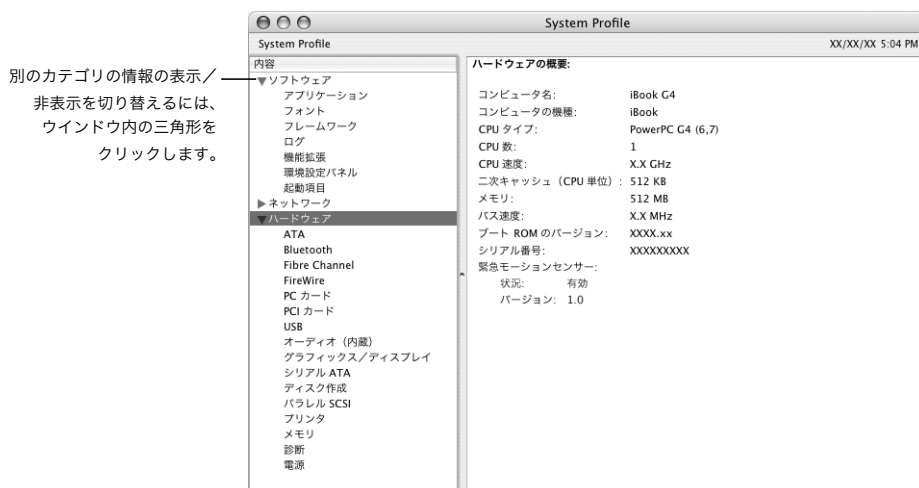 System Profile
System Profile
XX/XX/XX 5:04 PM
別のカテゴリの情報の表示／
非表示を切り替えるには、
ウインドウ内の三角形を
クリックします。
内容
ソフトウェア
アプリケーション
フォント
フレームワーク
ログ
機能拡張
環境設定パネル
起動項目
ネットワーク
ハードウェア
ATA
Bluetooth
Fibre Channel
FireWire
PC カード
PCI カード
USB
オーディオ（内蔵）
グラフィックス／ディスプレイ
シリアル ATA
ディスク作成
パラレル SCSI
プリンタ
メモリ
診断
電源
ハードウェアの概要:
コンピュータ名: iBook G4
コンピュータの機種: iBook
CPU タイプ: PowerPC G4 (6,7)
CPU 数: 1
CPU 速度: X.X GHz
二次キャッシュ（CPU 単位）: 512 KB
メモリ: 512 MB
バス速度: X.X MHz
ブート ROM のバージョン: XXXX.xx
シリアル番号: XXXXXXXXX
緊急モーションセンサー:
状況: 有効
バージョン: 1.0